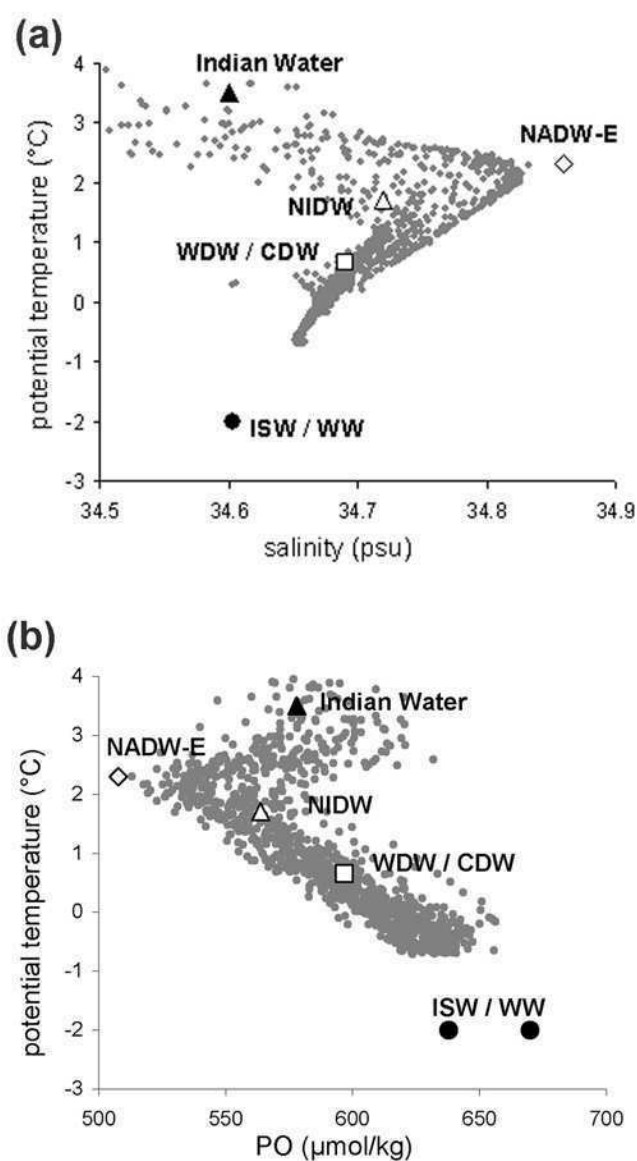 (a)
Indian Water
NADW-E
NIDW
WDW / CDW
ISW / WW
potential temperature (°C)
4
3
2
1
0
-1
-2
-3
34.5 34.6 34.7 34.8 34.9
salinity (psu)
(b)
Indian Water
NADW-E
NIDW
WDW / CDW
ISW / WW
potential temperature (°C)
4
3
2
1
0
-1
-2
-3
500 550 600 650 700
PO (µmol/kg)